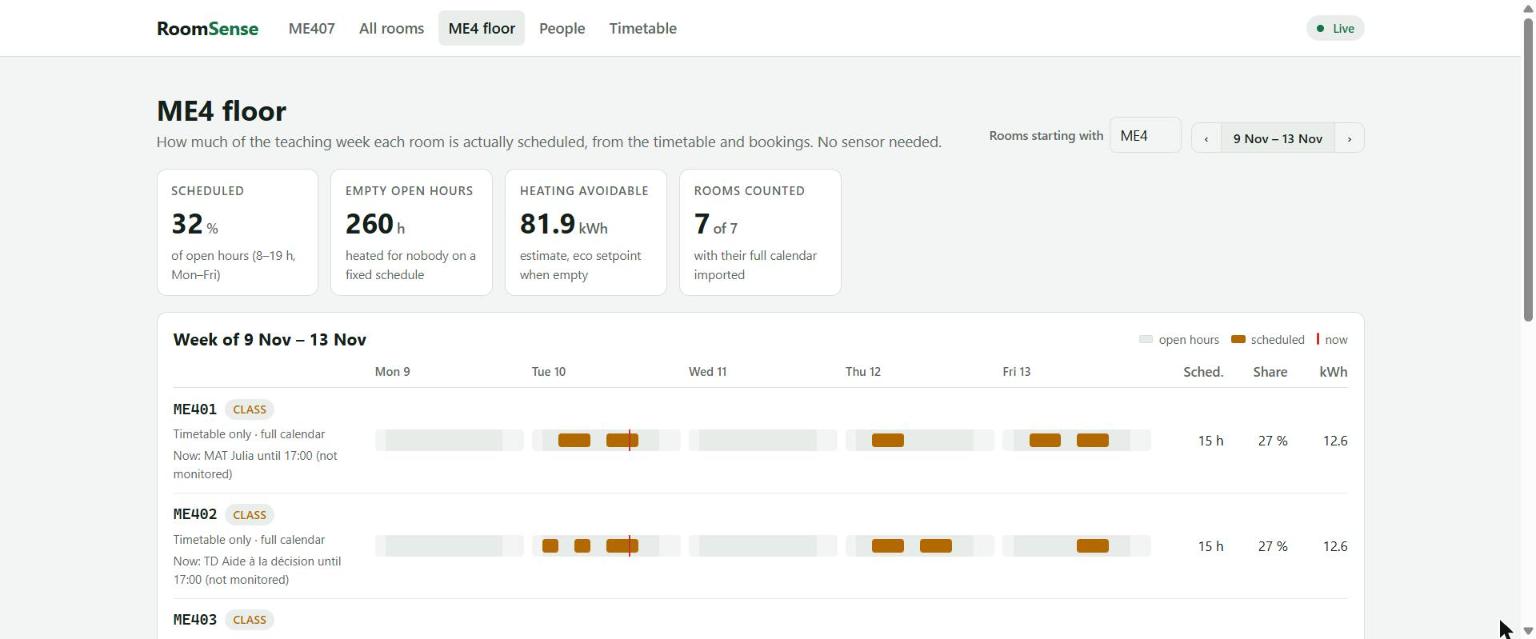 RoomSense ME407 All rooms ME4 floor People Timetable Live
ME4 floor
How much of the teaching week each room is actually scheduled, from the timetable and bookings. No sensor needed.
Rooms starting with ME4 ‹ 9 Nov – 13 Nov ›
SCHEDULED
32 %
of open hours (8–19 h,
Mon–Fri)
EMPTY OPEN HOURS
260 h
heated for nobody on a
fixed schedule
HEATING AVOIDABLE
81.9 kWh
estimate, eco setpoint
when empty
ROOMS COUNTED
7 of 7
with their full calendar
imported
Week of 9 Nov – 13 Nov
open hours scheduled now
Mon 9 Tue 10 Wed 11 Thu 12 Fri 13 Sched. Share kWh
ME401 CLASS
Timetable only · full calendar
Now: MAT Julia until 17:00 (not
monitored)
15 h 27 % 12.6
ME402 CLASS
Timetable only · full calendar
Now: TD Aide à la décision until
17:00 (not monitored)
15 h 27 % 12.6
ME403 CLASS